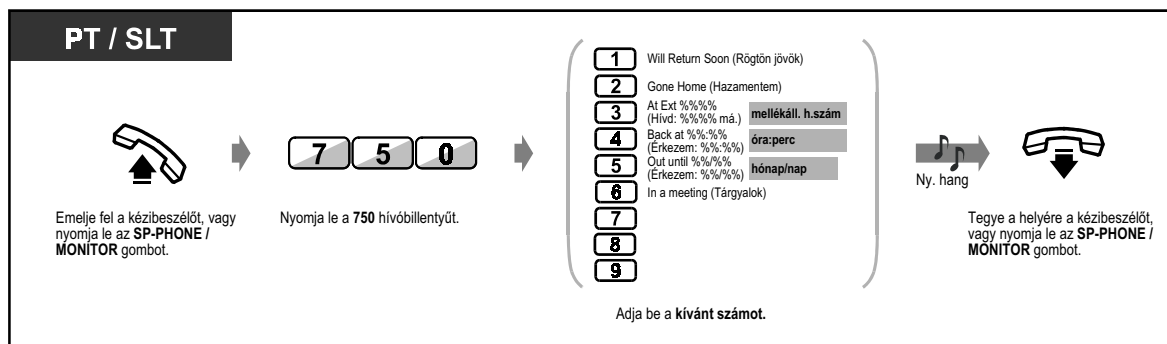 PT / SLT
Emelje fel a kézibeszélőt, vagy
nyomja le az SP-PHONE /
MONITOR gombot.
7 5 0
Nyomja le a 750 hívóbillentyűt.
1 Will Return Soon (Rögtön jövök)
2 Gone Home (Hazamentem)
3 At Ext %%%%
(Hívd: %%%% má.) mellékáll. h.szám
4 Back at %%:%%
(Érkezem: %%:%%) óra:perc
5 Out until %%/%%
(Érkezem: %%/%%) hónap/nap
6 In a meeting (Tárgyalok)
7
8
9
Adja be a kívánt számot.
Ny. hang
Tegye a helyére a kézibeszélőt,
vagy nyomja le az SP-PHONE /
MONITOR gombot.